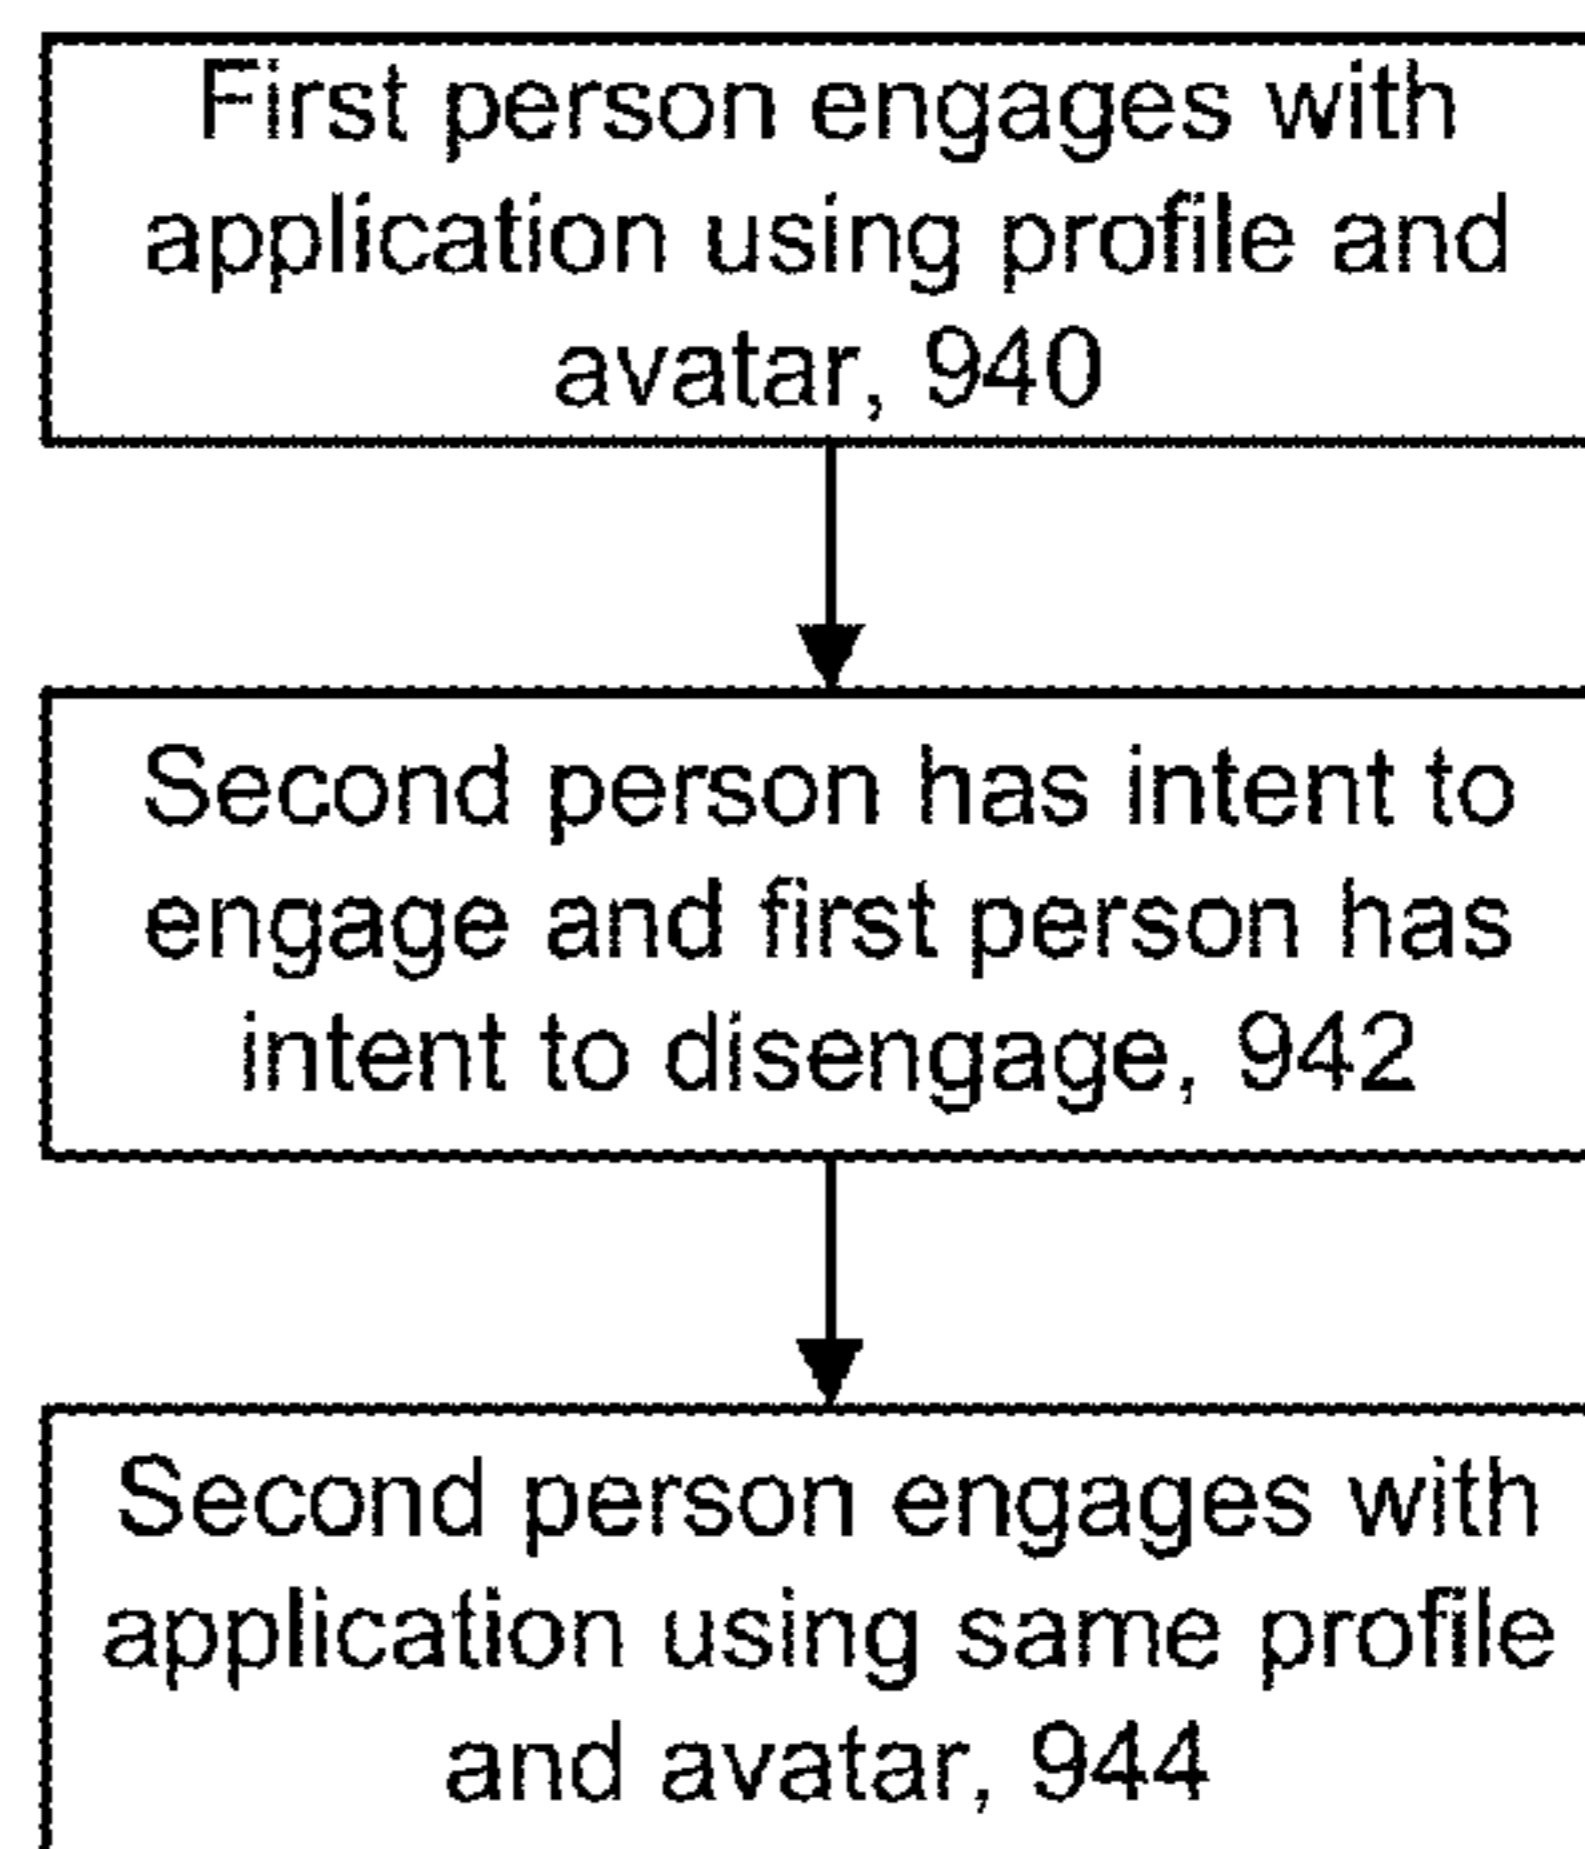 First person engages with
application using profile and
avatar, 940
Second person has intent to
engage and first person has
intent to disengage, 942
Second person engages with
application using same profile
and avatar, 944